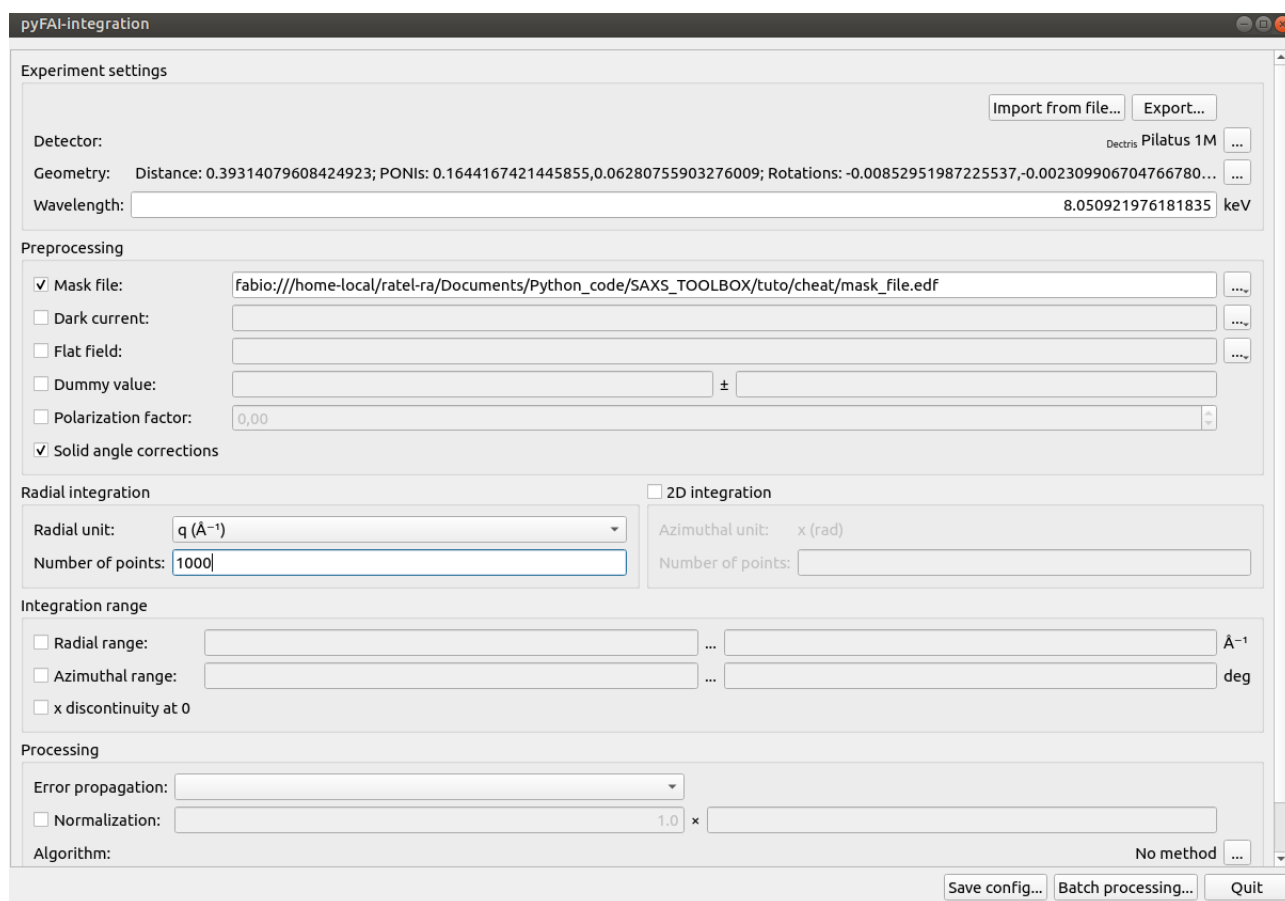 pyFAI-integration
Experiment settings
Import from file... Export...
Detector: Dectris Pilatus 1M ...
Geometry: Distance: 0.39314079608424923; PONIs: 0.1644167421445855,0.06280755903276009; Rotations: -0.00852951987225537,-0.002309906704766780... ...
Wavelength: 8.050921976181835 keV
Preprocessing
Mask file: fabio:///home-local/ratel-ra/Documents/Python_code/SAXS_TOOLBOX/tuto/cheat/mask_file.edf ...
Dark current: ...
Flat field: ...
Dummy value: ±
Polarization factor: 0,00
Solid angle corrections
Radial integration 2D integration
Radial unit: q (Å⁻¹) Azimuthal unit: x (rad)
Number of points: 1000 Number of points:
Integration range
Radial range: ... Å⁻¹
Azimuthal range: ... deg
x discontinuity at 0
Processing
Error propagation:
Normalization: 1.0 ×
Algorithm: No method ...
Save config... Batch processing... Quit